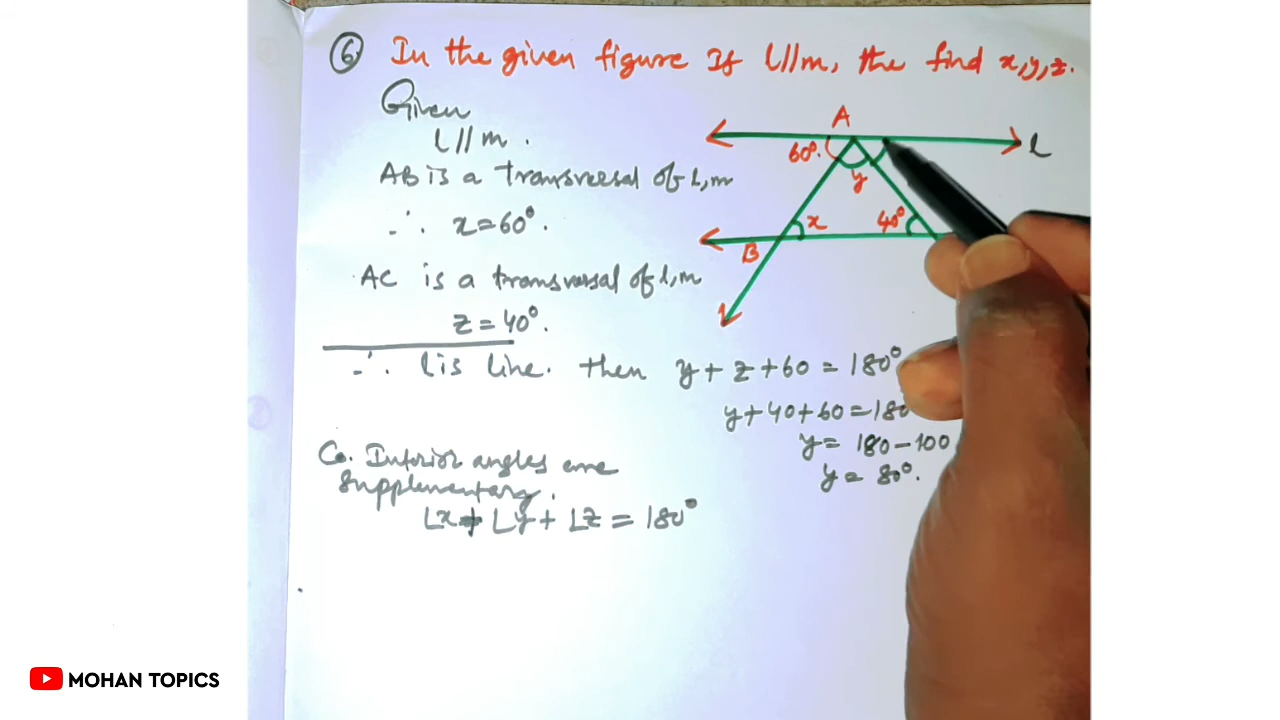 6 In the given figure If l//m, the find x,y,z.
Given
l//m.
AB is a transversal of l,m
∴ x=60°.
AC is a transversal of l,m
z=40°.
∴ l is line. then y+z+60=180°
y+40+60=180
y=180-100
y=80°.
Co. Interior angles are
supplementary.
∠x+∠y+∠z=180°
A
l
60°.
y
x
40°
B
MOHAN TOPICS